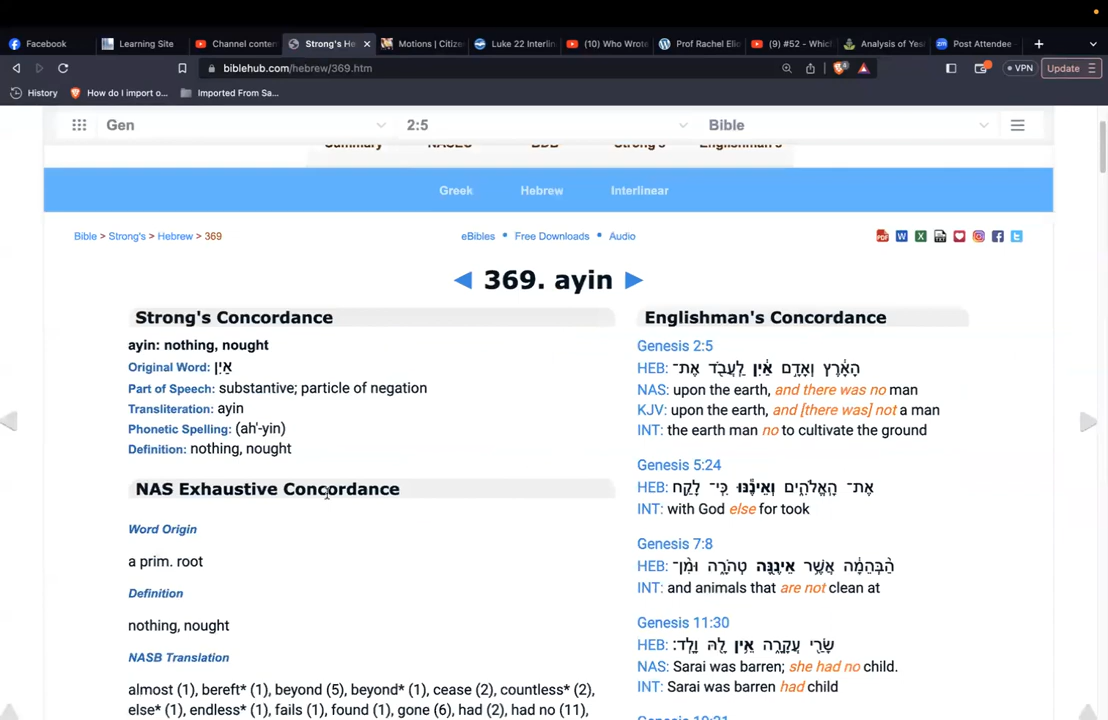 Facebook
Learning Site
Channel conten
Strong's He
Motions | Citize
Luke 22 Interlin
(10) Who Wrote
Prof Rachel Elio
(9) #52 - Which
Analysis of Yes
Post Attendee
biblehub.com/hebrew/369.htm
VPN
Update
History
How do I import o...
Imported From Sa...
Gen
2:5
Bible
Summary
NASEC
BDB
Strong's
Englishman's
Greek
Hebrew
Interlinear
Bible > Strong's > Hebrew > 369
eBibles • Free Downloads • Audio
◄ 369. ayin ►
Strong's Concordance
ayin: nothing, nought
Original Word: אַיִן
Part of Speech: substantive; particle of negation
Transliteration: ayin
Phonetic Spelling: (ah'-yin)
Definition: nothing, nought
NAS Exhaustive Concordance
Word Origin
a prim. root
Definition
nothing, nought
NASB Translation
almost (1), bereft* (1), beyond (5), beyond* (1), cease (2), countless* (2),
else* (1), endless* (1), fails (1), found (1), gone (6), had (2), had no (11),
Englishman's Concordance
Genesis 2:5
HEB: הָאָ֔רֶץ וְאָדָ֣ם אַ֔יִן לַֽעֲבֹ֖ד אֶת־
NAS: upon the earth, and there was no man
KJV: upon the earth, and [there was] not a man
INT: the earth man no to cultivate the ground
Genesis 5:24
HEB: אֶת־ הָֽאֱלֹהִ֑ים וְאֵינֶ֕נּוּ כִּֽי־ לָקַ֥ח
INT: with God else for took
Genesis 7:8
HEB: הַבְּהֵמָ֔ה אֲשֶׁ֥ר אֵינֶ֖נָּה טְהֹרָ֑ה וּמִ֨ן־
INT: and animals that are not clean at
Genesis 11:30
HEB: שָׂרַ֖י עֲקָרָ֑ה אֵ֥ין לָ֖הּ וָלָֽד׃
NAS: Sarai was barren; she had no child.
INT: Sarai was barren had child